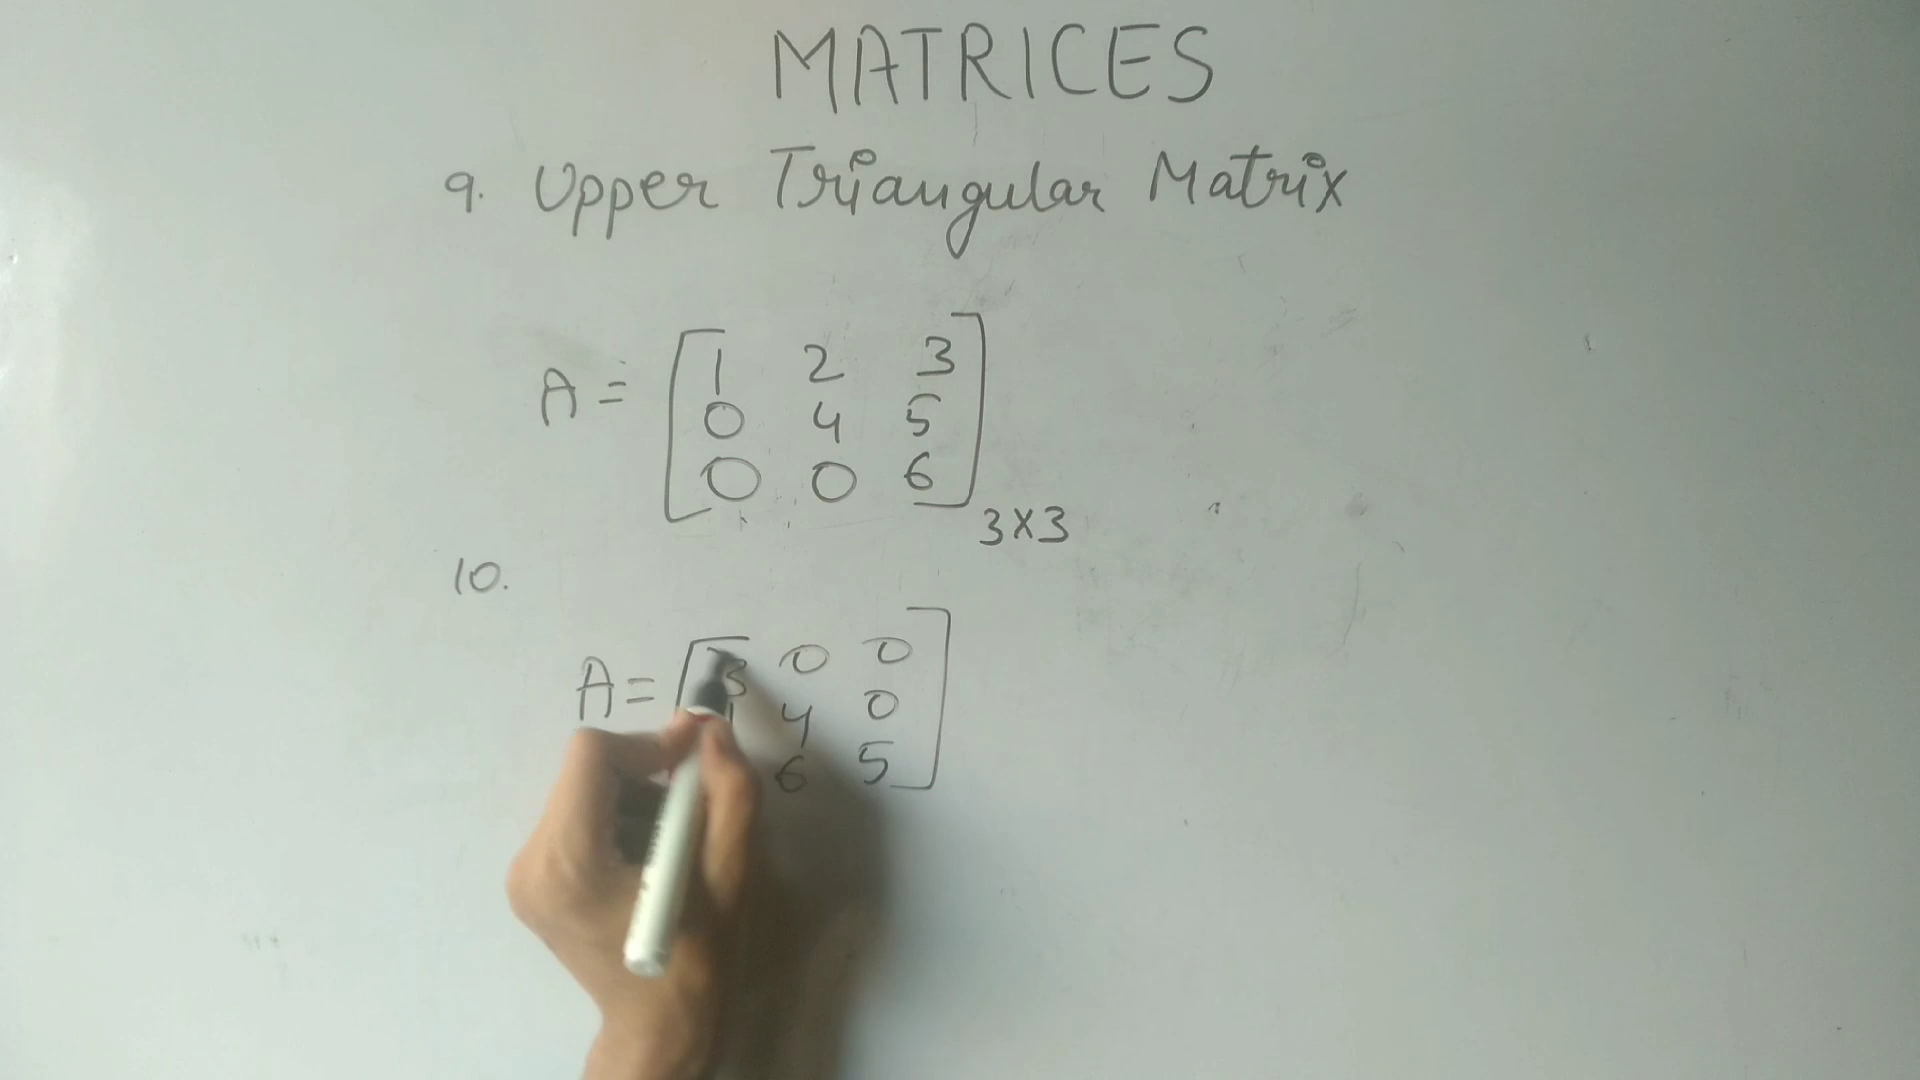 MATRICES
9. Upper Triangular Matrix
A = [1 2 3
0 4 5
0 0 6] 3x3
10.
A = [3 0 0
4 0
6 5]